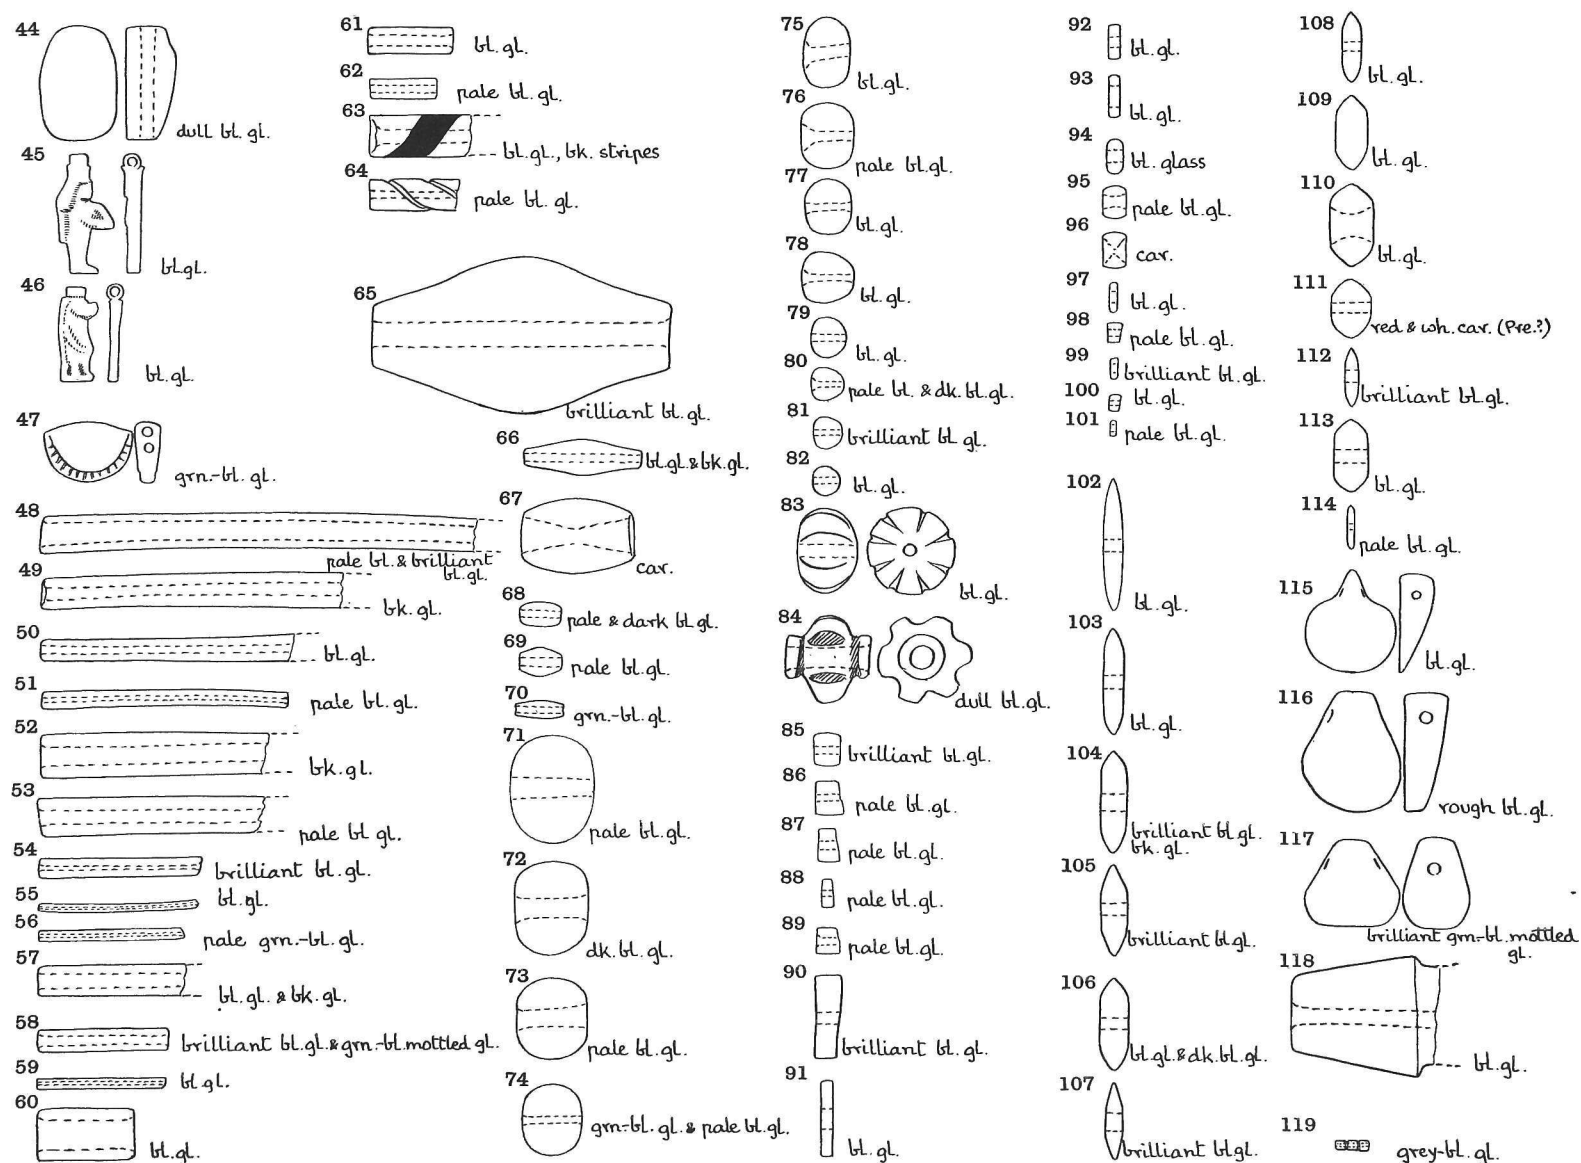 44
dull bl. gl.
45
bl.gl.
46
bl.gl.
47
grn.-bl. gl.
48
pale bl. & brilliant
bl.gl.
49
bk. gl.
50
bl.gl.
51
pale bl. gl.
52
bk.gl.
53
pale bl gl.
54
brilliant bl. gl.
55
bl.gl.
56
pale grn.-bl. gl.
57
bl.gl. & bk.gl.
58
brilliant bl.gl.& grn.-bl.mottled gl.
59
bl.gl.
60
bl.gl.
61
bl.gl.
62
pale bl. gl.
63
bl.gl., bk. stripes
64
pale bl. gl.
65
brilliant bl.gl.
66
bl.gl.& bk.gl.
67
car.
68
pale & dark bl.gl.
69
pale bl.gl.
70
grn.-bl.gl.
71
pale bl.gl.
72
dk.bl.gl.
73
pale bl.gl.
74
grn-bl.gl.& pale bl.gl.
75
bl.gl.
76
pale bl.gl.
77
bl.gl.
78
bl.gl.
79
bl.gl.
80
pale bl. & dk.bl.gl.
81
brilliant bl gl.
82
bl.gl.
83
bl.gl.
84
dull bl.gl.
85
brilliant bl.gl.
86
pale bl.gl.
87
pale bl.gl.
88
pale bl.gl.
89
pale bl.gl.
90
brilliant bl.gl.
91
bl.gl.
92
bl.gl.
93
bl.gl.
94
bl.glass
95
pale bl.gl.
96
car.
97
bl.gl.
98
pale bl.gl.
99
brilliant bl.gl.
100
bl.gl.
101
pale bl.gl.
102
bl.gl.
103
bl.gl.
104
brilliant bl.gl.
bk.gl.
105
brilliant bl.gl.
106
bl.gl.& dk.bl.gl.
107
brilliant bl.gl.
108
bl.gl.
109
bl.gl.
110
bl.gl.
111
red & wh.car.(Pre.?)
112
brilliant bl.gl.
113
bl.gl.
114
pale bl.gl.
115
bl.gl.
116
rough bl.gl.
117
brilliant grn-bl.mottled
gl.
118
bl.gl.
119
grey-bl.gl.